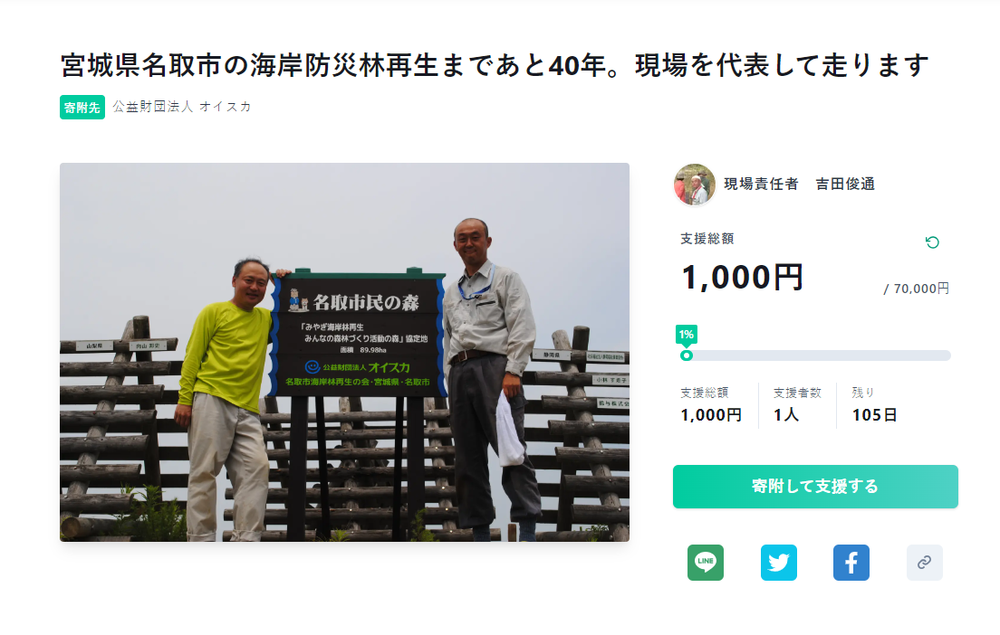 宮城県名取市の海岸防災林再生まであと40年。現場を代表して走ります
寄附先 公益財団法人 オイスカ
山梨県
名取市民の森
「みやぎ海岸林再生
みんなの森林づくり活動の森」協定地
面積 89.98ha
公益財団法人オイスカ
名取市海岸林再生の会・宮城県・名取市
静岡県
現場責任者 吉田俊通
支援総額
1,000円
/ 70,000円
1%
支援総額 支援者数 残り
1,000円 1人 105日
寄附して支援する
LINE